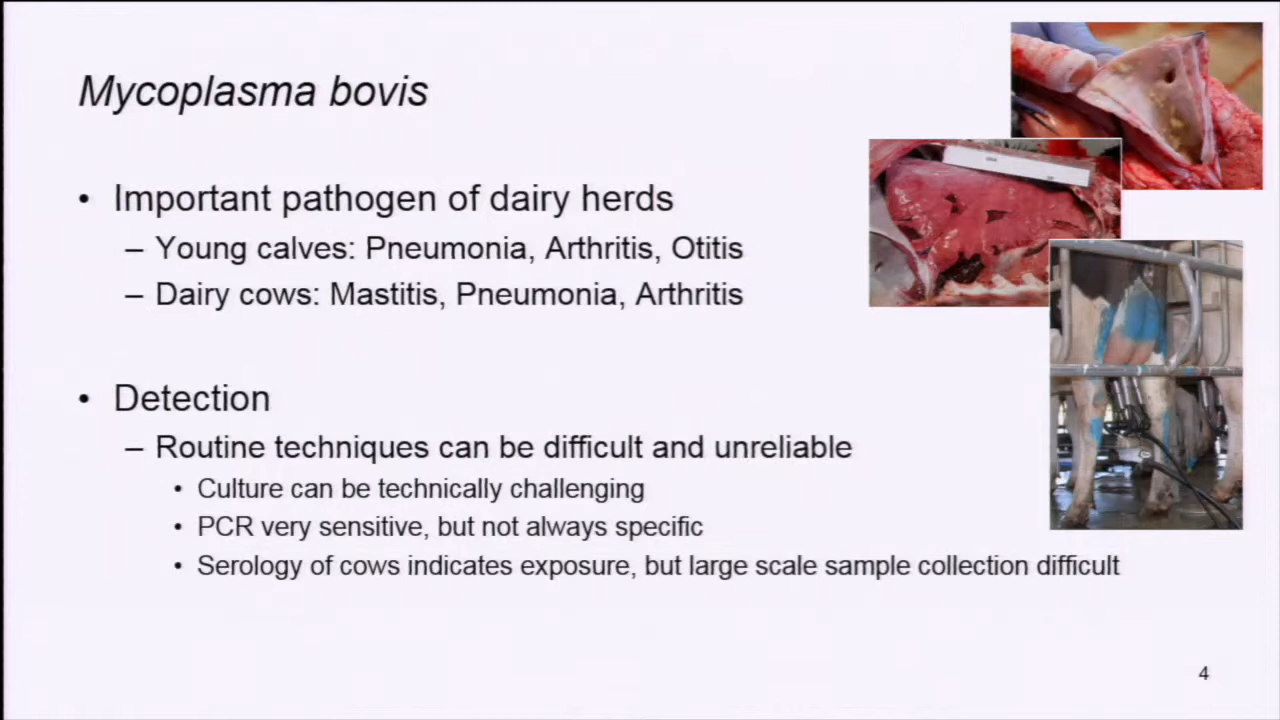 Mycoplasma bovis
• Important pathogen of dairy herds
– Young calves: Pneumonia, Arthritis, Otitis
– Dairy cows: Mastitis, Pneumonia, Arthritis
• Detection
– Routine techniques can be difficult and unreliable
• Culture can be technically challenging
• PCR very sensitive, but not always specific
• Serology of cows indicates exposure, but large scale sample collection difficult
4